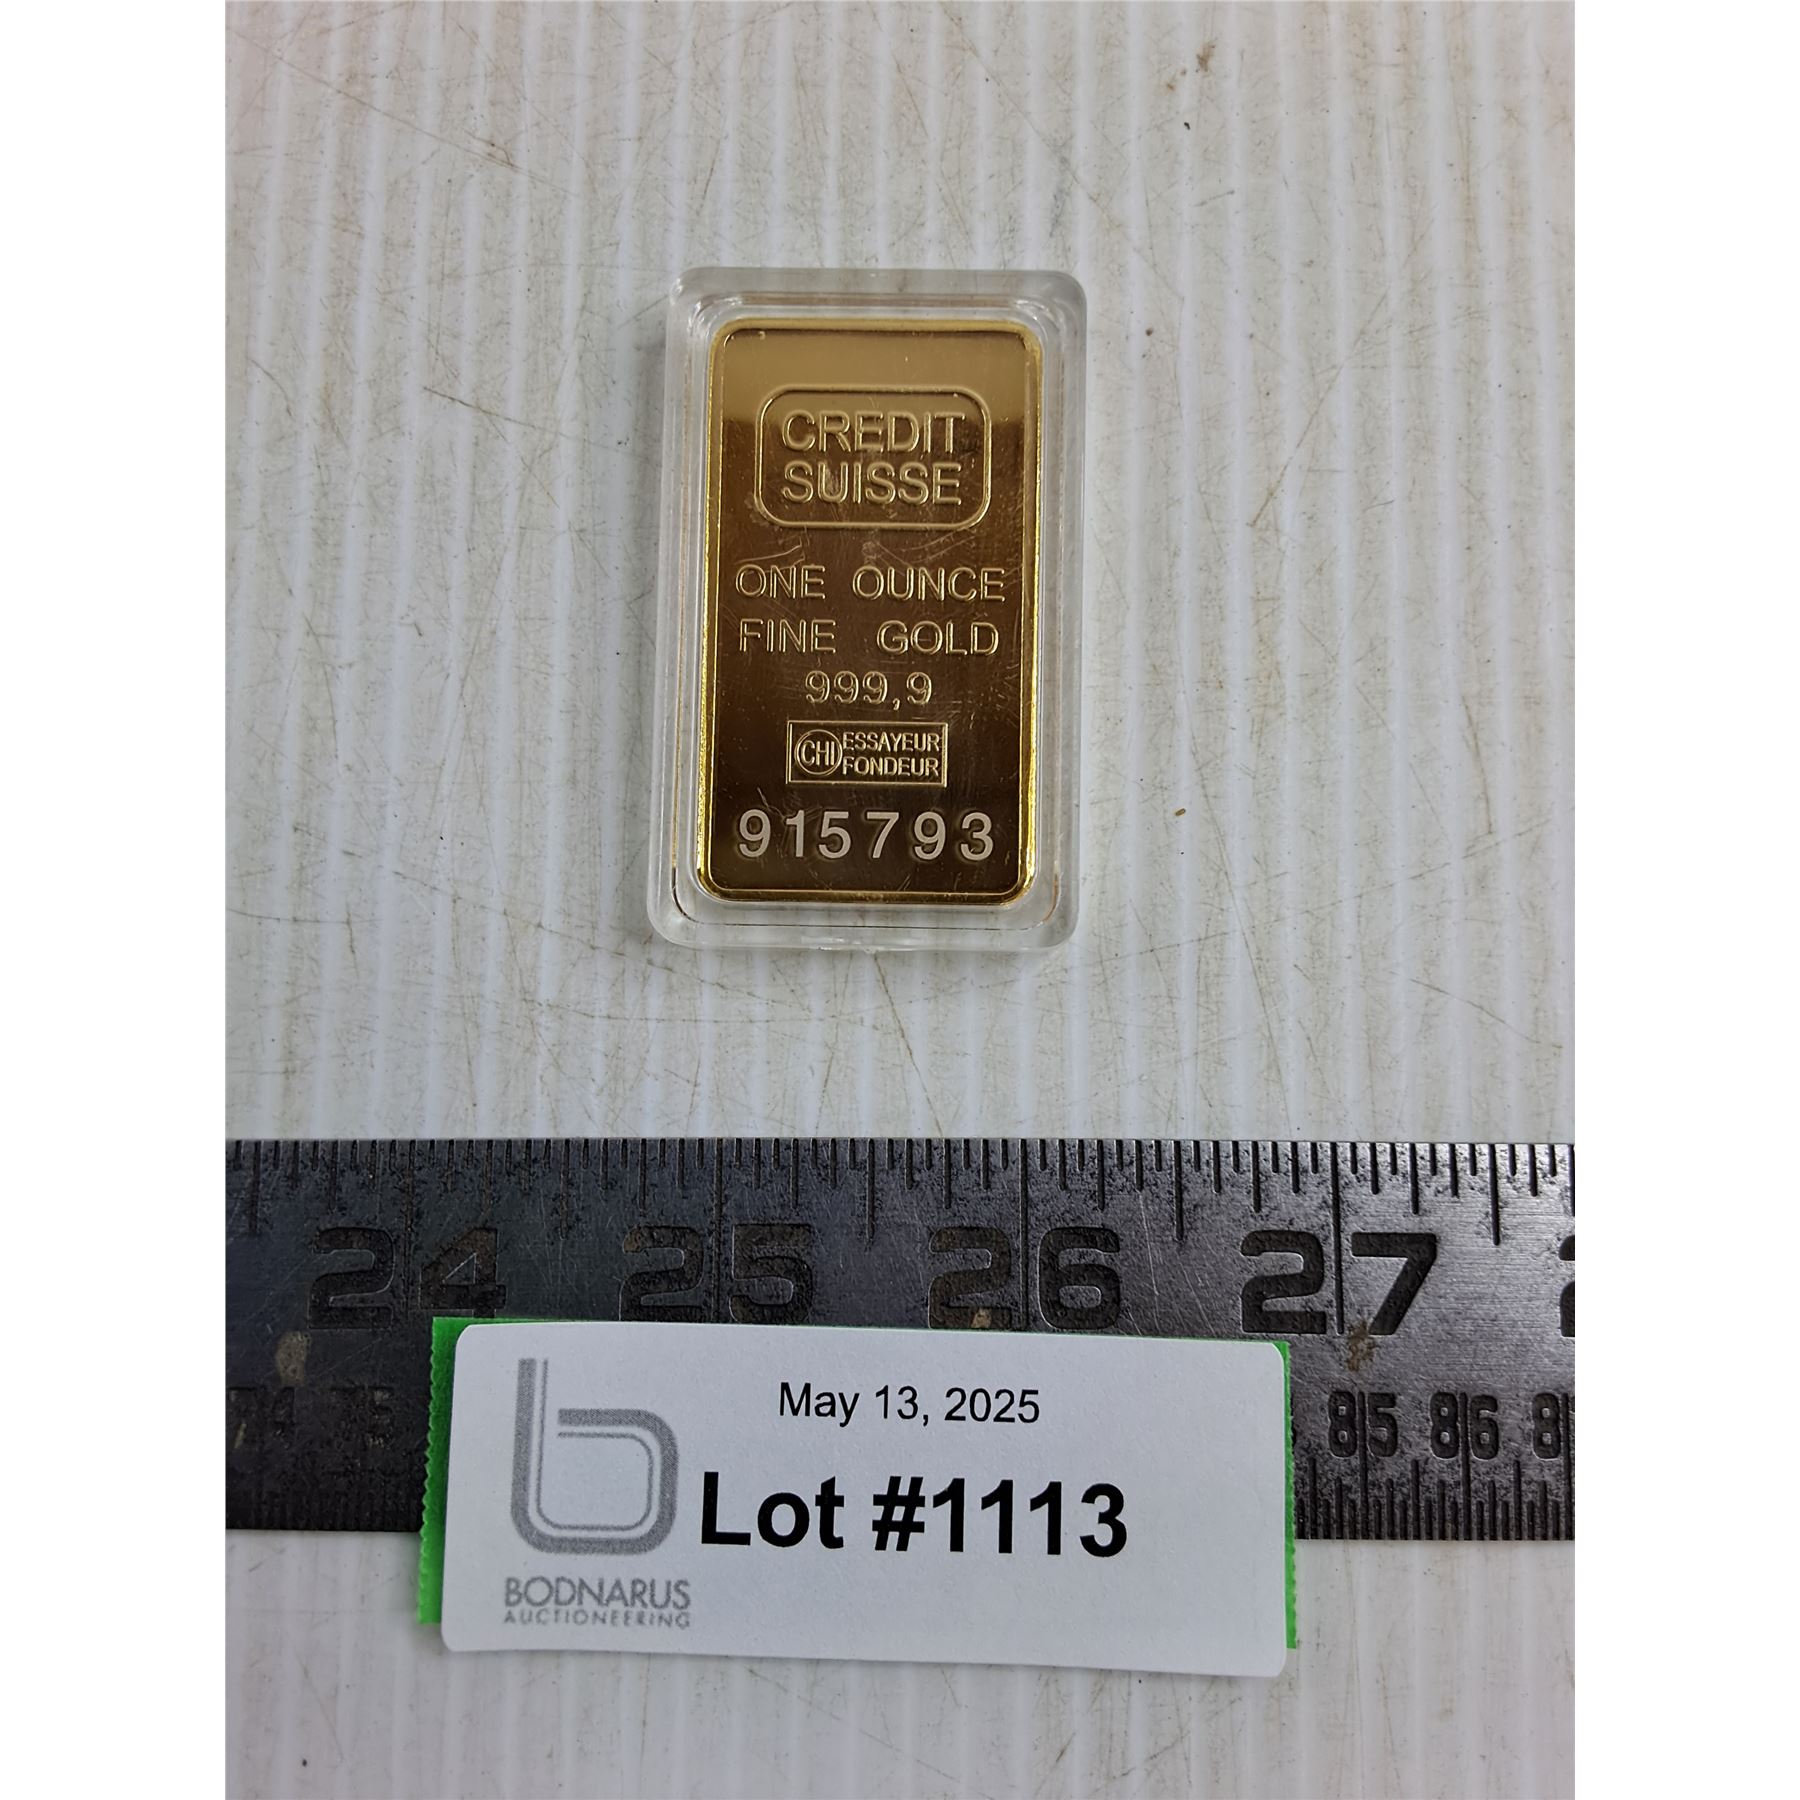 CREDIT
SUISSE
ONE OUNCE
FINE GOLD
999,9
CHI ESSAYEUR
FONDEUR
915793
24 25 26 27
May 13, 2025
Lot #1113
BODNARUS
AUCTIONEERING
85 86